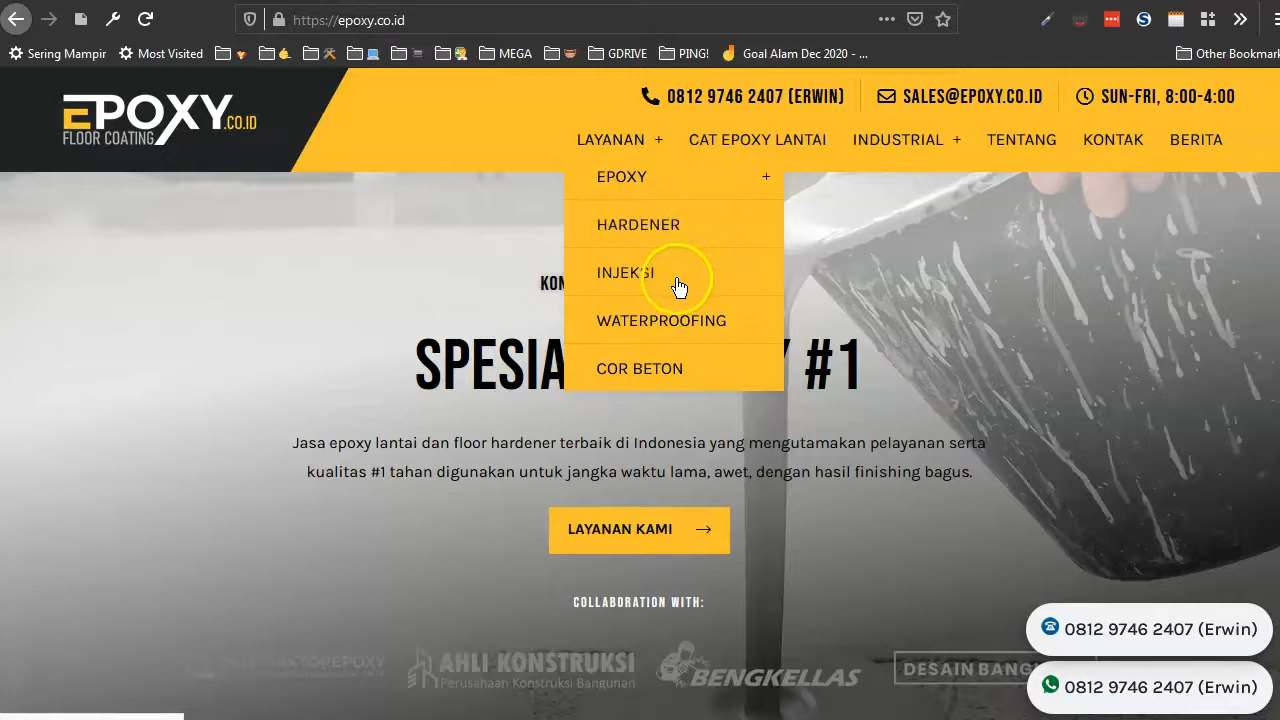 https://epoxy.co.id
Sering Mampir
Most Visited
MEGA
GDRIVE
PING!
Goal Alam Dec 2020 - ...
Other Bookmar
EPOXY.CO.ID
FLOOR COATING
0812 9746 2407 (ERWIN)
SALES@EPOXY.CO.ID
SUN-FRI, 8:00-4:00
LAYANAN +
CAT EPOXY LANTAI
INDUSTRIAL +
TENTANG
KONTAK
BERITA
EPOXY +
HARDENER
INJEKSI
WATERPROOFING
COR BETON
#1
Jasa epoxy lantai dan floor hardener terbaik di Indonesia yang mengutamakan pelayanan serta
kualitas #1 tahan digunakan untuk jangka waktu lama, awet, dengan hasil finishing bagus.
LAYANAN KAMI →
COLLABORATION WITH:
AHLI KONSTRUKSI
Perusahaan Konstruksi Bangunan
BENGKELLAS
0812 9746 2407 (Erwin)
0812 9746 2407 (Erwin)